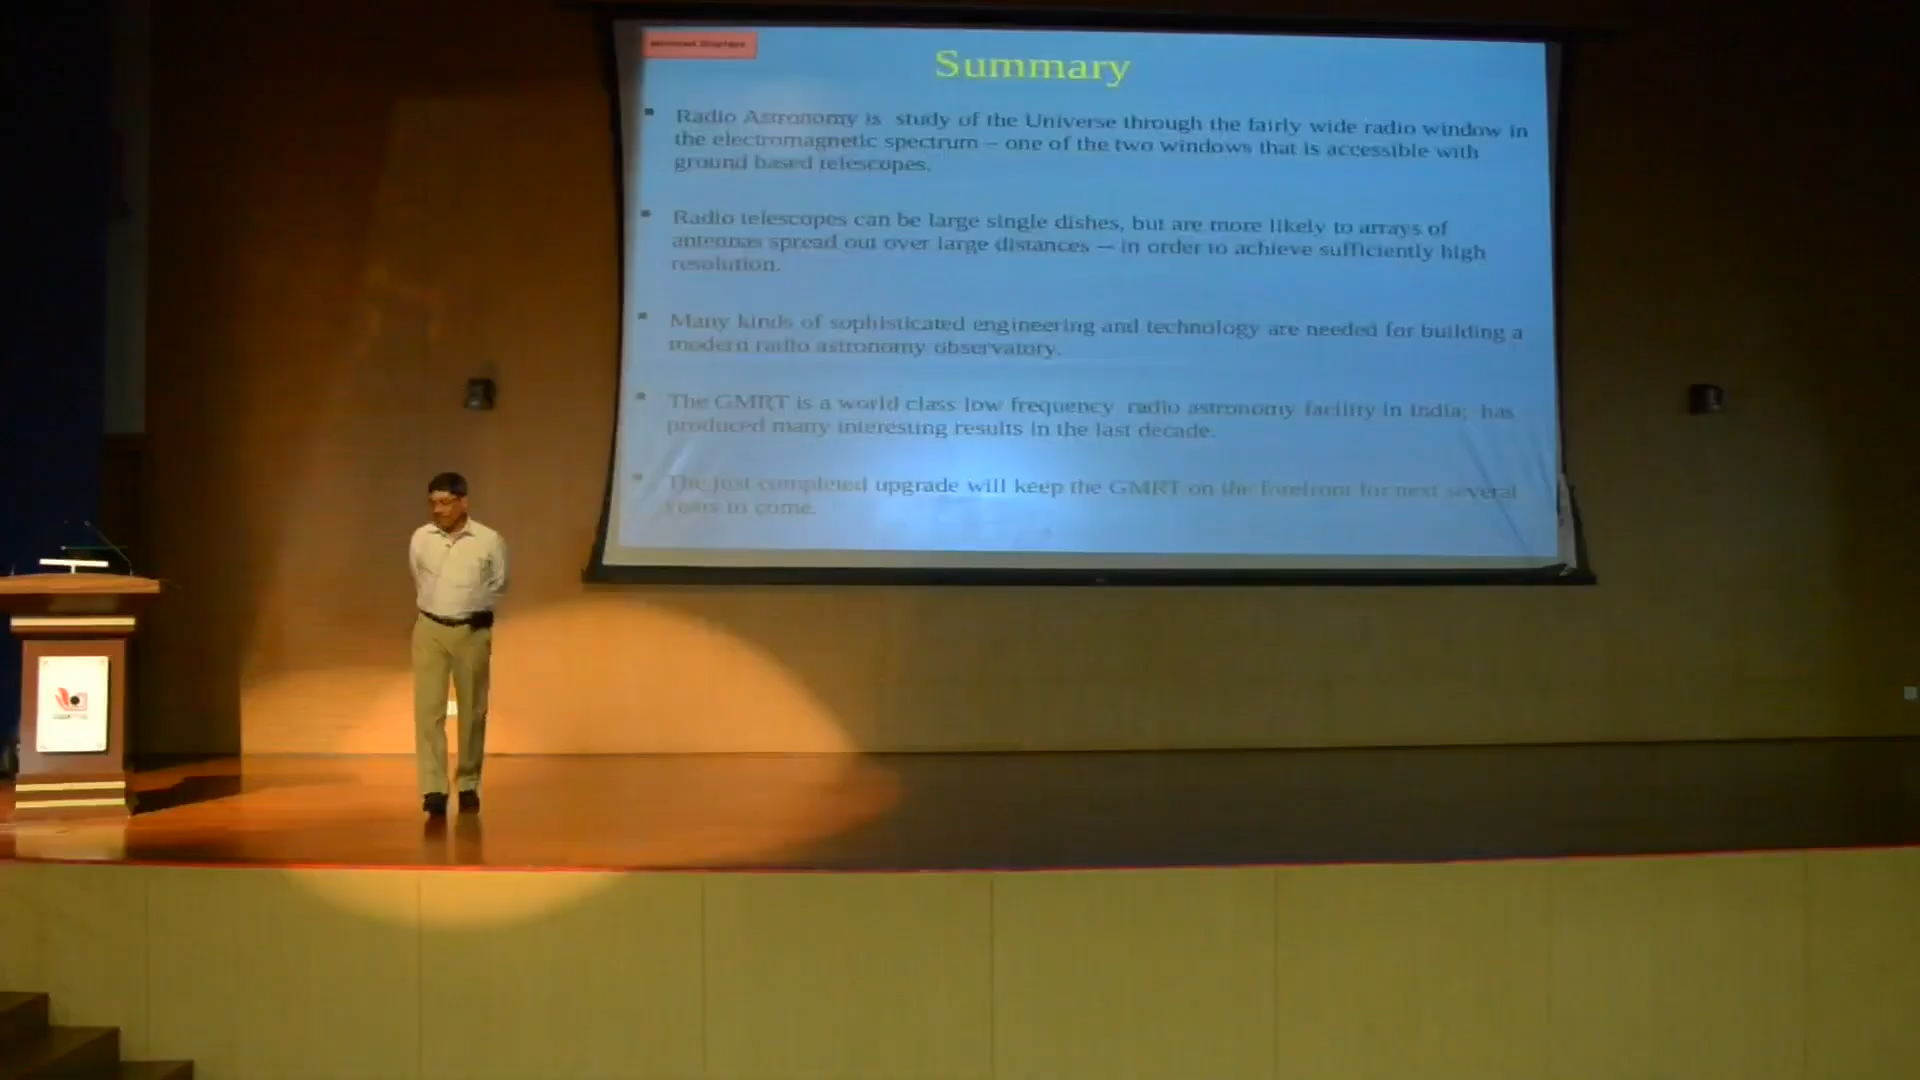 Summary
Radio Astronomy is study of the Universe through the fairly wide radio window in
the electromagnetic spectrum – one of the two windows that is accessible with
ground based telescopes.
Radio telescopes can be large single dishes, but are more likely to arrays of
antennas spread out over large distances – in order to achieve sufficiently high
resolution.
Many kinds of sophisticated engineering and technology are needed for building a
modern radio astronomy observatory.
The GMRT is a world class low frequency radio astronomy facility in India; has
produced many interesting results in the last decade.
The just completed upgrade will keep the GMRT on the forefront for next several
years to come.